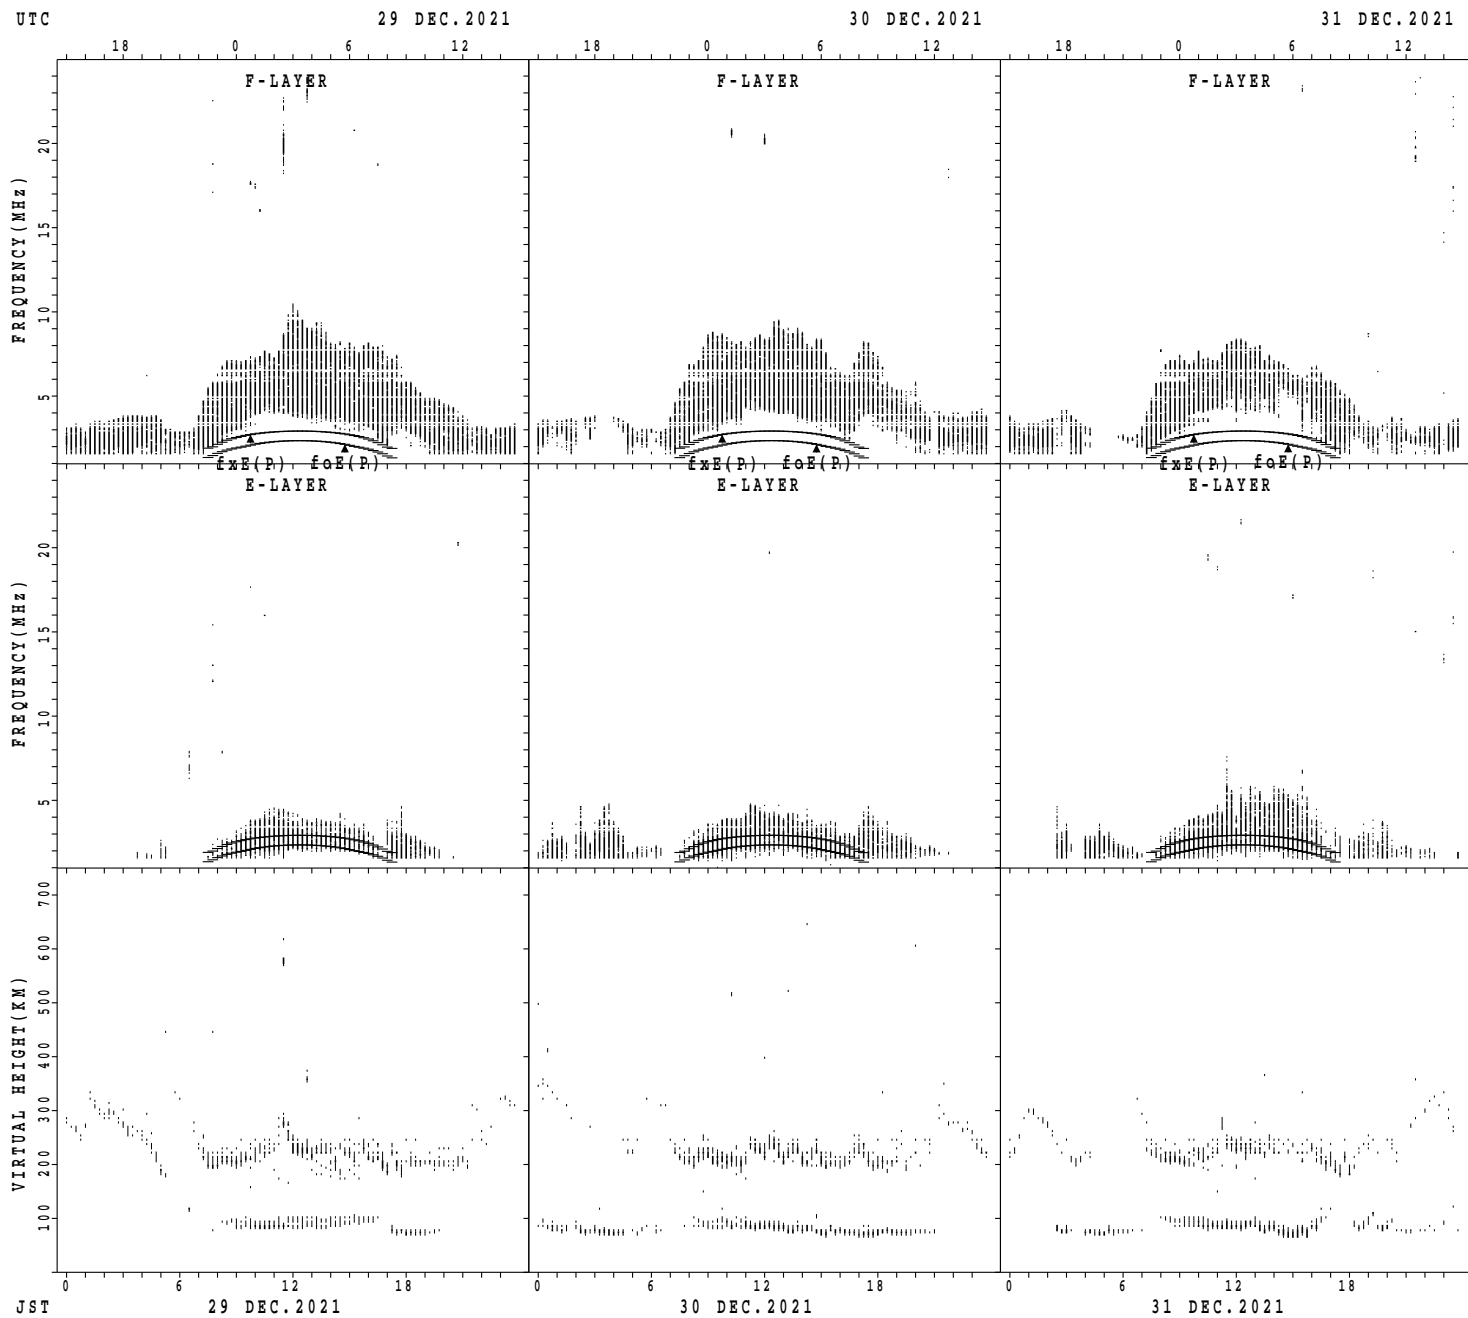 UTC 29 DEC.2021 30 DEC.2021 31 DEC.2021
18 0 6 12 18 0 6 12 18 0 6 12
F-LAYER F-LAYER F-LAYER
FREQUENCY(MHz)
20
15
10
5
fxE(P) foE(P) fxE(P) foE(P) fxE(P) foE(P)
E-LAYER E-LAYER E-LAYER
FREQUENCY(MHz)
20
15
10
5
VIRTUAL HEIGHT(KM)
700
600
500
400
300
200
100
0 6 12 18 0 6 12 18 0 6 12 18
JST 29 DEC.2021 30 DEC.2021 31 DEC.2021